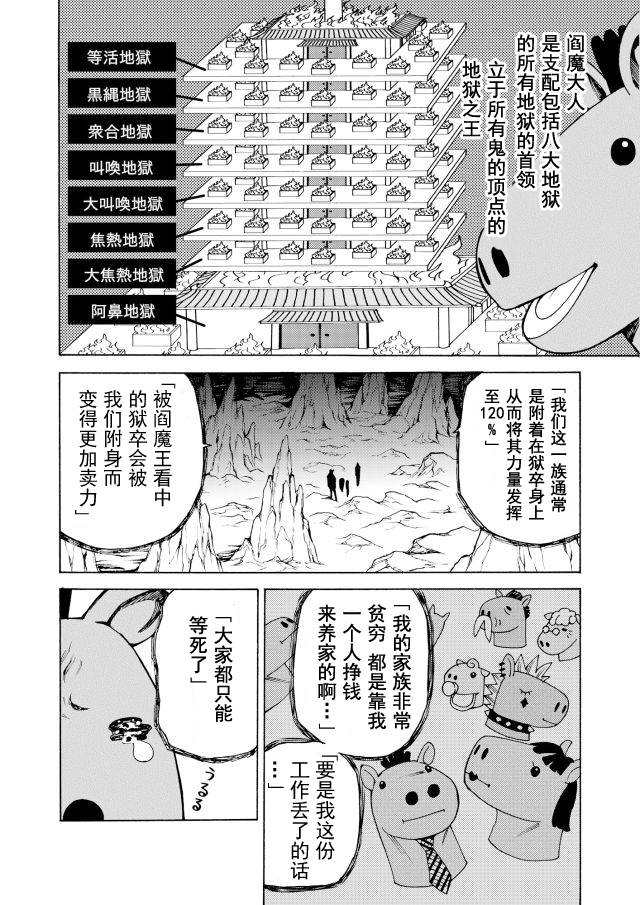 阎魔大人
是支配包括八大地狱
的所有地狱的首领
立于所有鬼的顶点的
地狱之王
等活地獄
黒縄地獄
衆合地獄
叫喚地獄
大叫喚地獄
焦熱地獄
大焦熱地獄
阿鼻地獄
「我们这一族通常
是附着在狱卒身上
从而将其力量发挥
至120%」
「被阎魔王看中
的狱卒会被
我们附身而
变得更加卖力」
「我的家族非常
贫穷 都是靠我
一个人挣钱
来养家的啊…」
「要是我这份
工作丢了的话
…」
「大家都只能
等死了」
うるるる